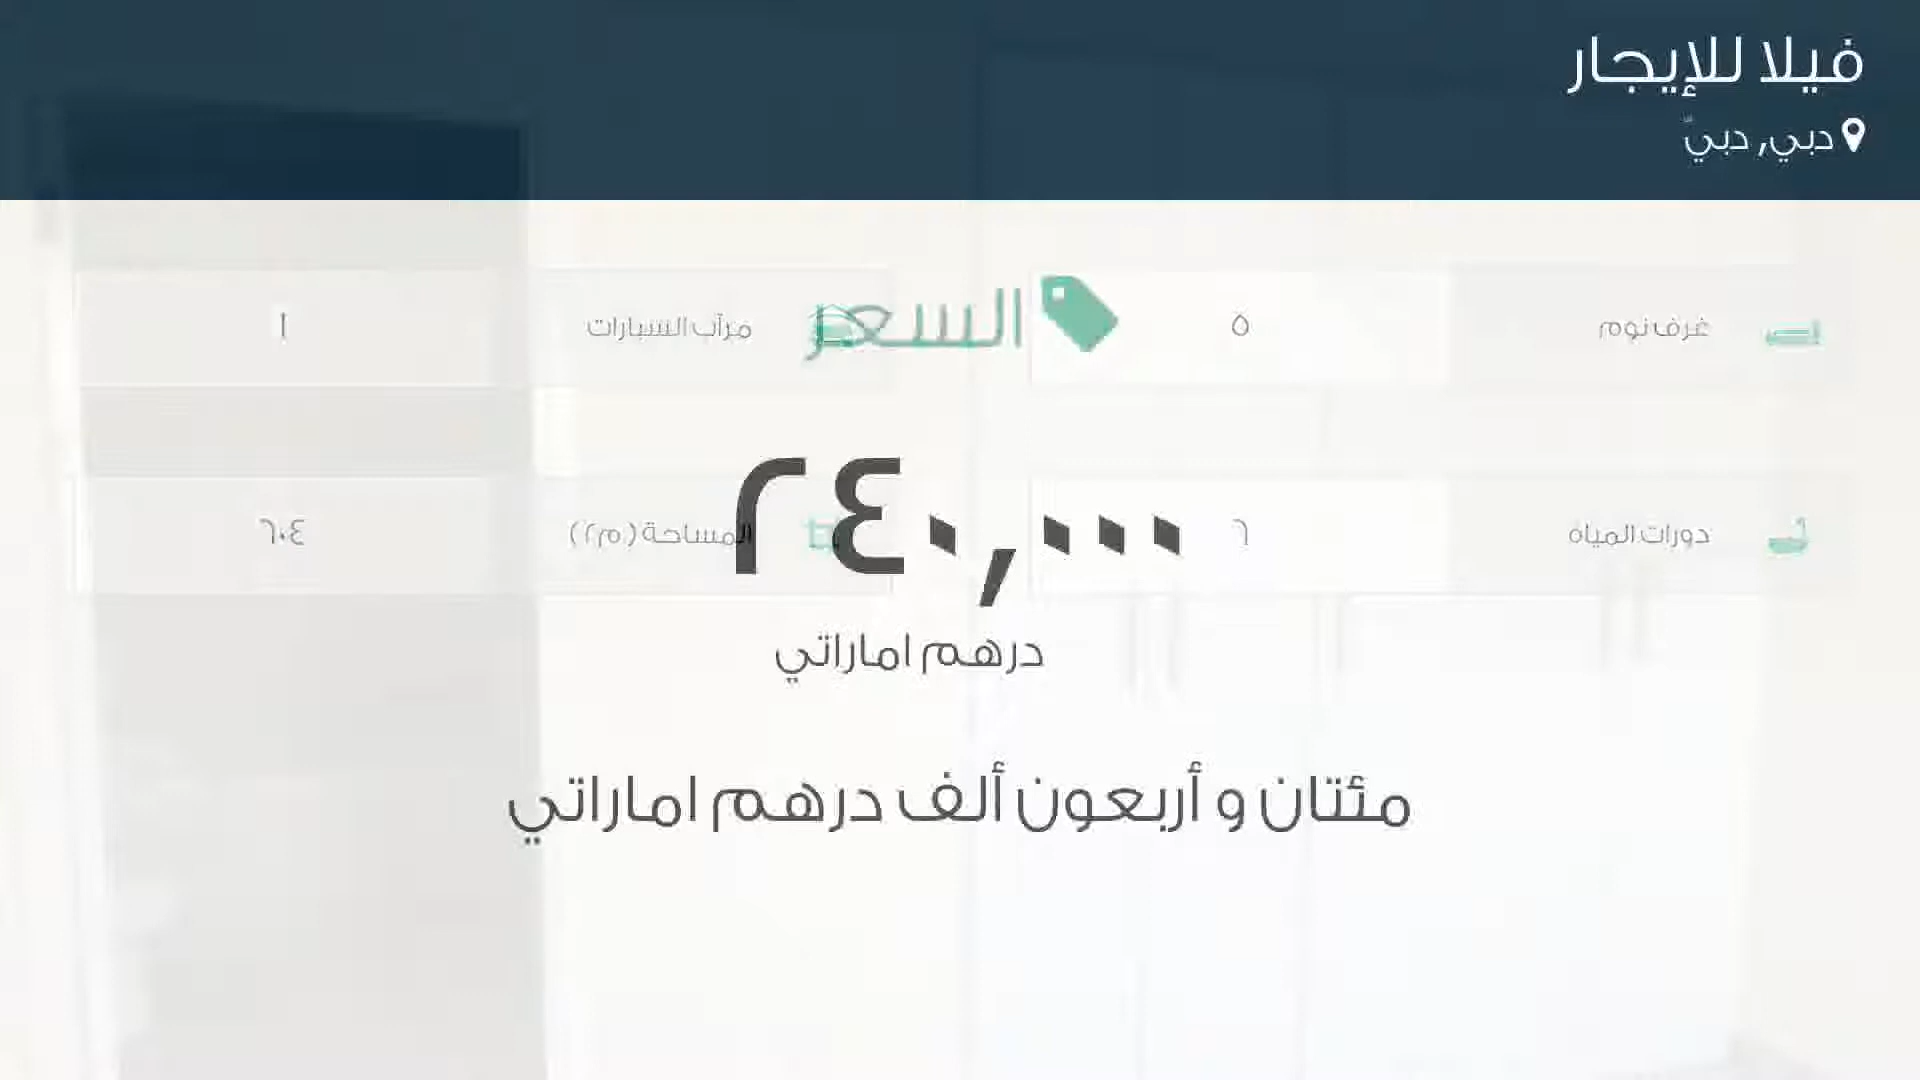 فيلا للإيجار
دبي, دبيّ
السعر
غرف نوم ٥
مرآب السيارات ١
دورات المياه ٦
المساحة (م٢) ٦٠٤
٢٤٠,٠٠٠
درهم اماراتي
مئتان و أربعون ألف درهم اماراتي